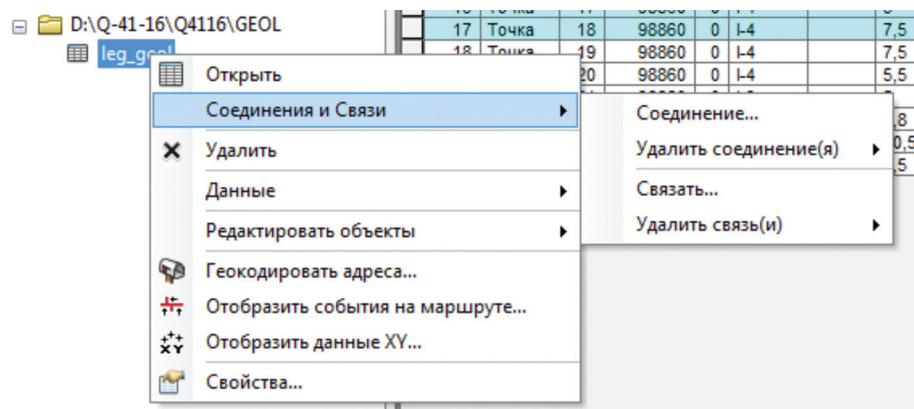 D:\Q-41-16\Q4116\GEOL
leg_geol
17 Точка 18 98860 0 I-4 7,5
18 Точка 19 98860 0 I-4 7,5
20 98860 0 I-4 5,5
Открыть
Соединения и Связи
Удалить
Данные
Редактировать объекты
Геокодировать адреса...
Отобразить события на маршруте...
Отобразить данные XY...
Свойства...
Соединение...
Удалить соединение(я)
Связать...
Удалить связь(и)